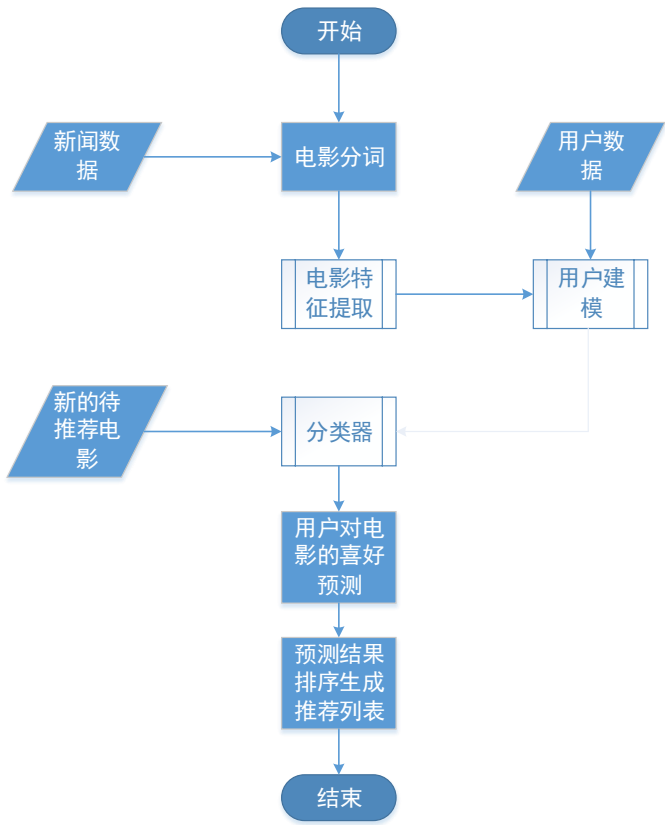 开始
新闻数
据
电影分词
用户数
据
电影特
征提取
用户建
模
新的待
推荐电
影
分类器
用户对电
影的喜好
预测
预测结果
排序生成
推荐列表
结束